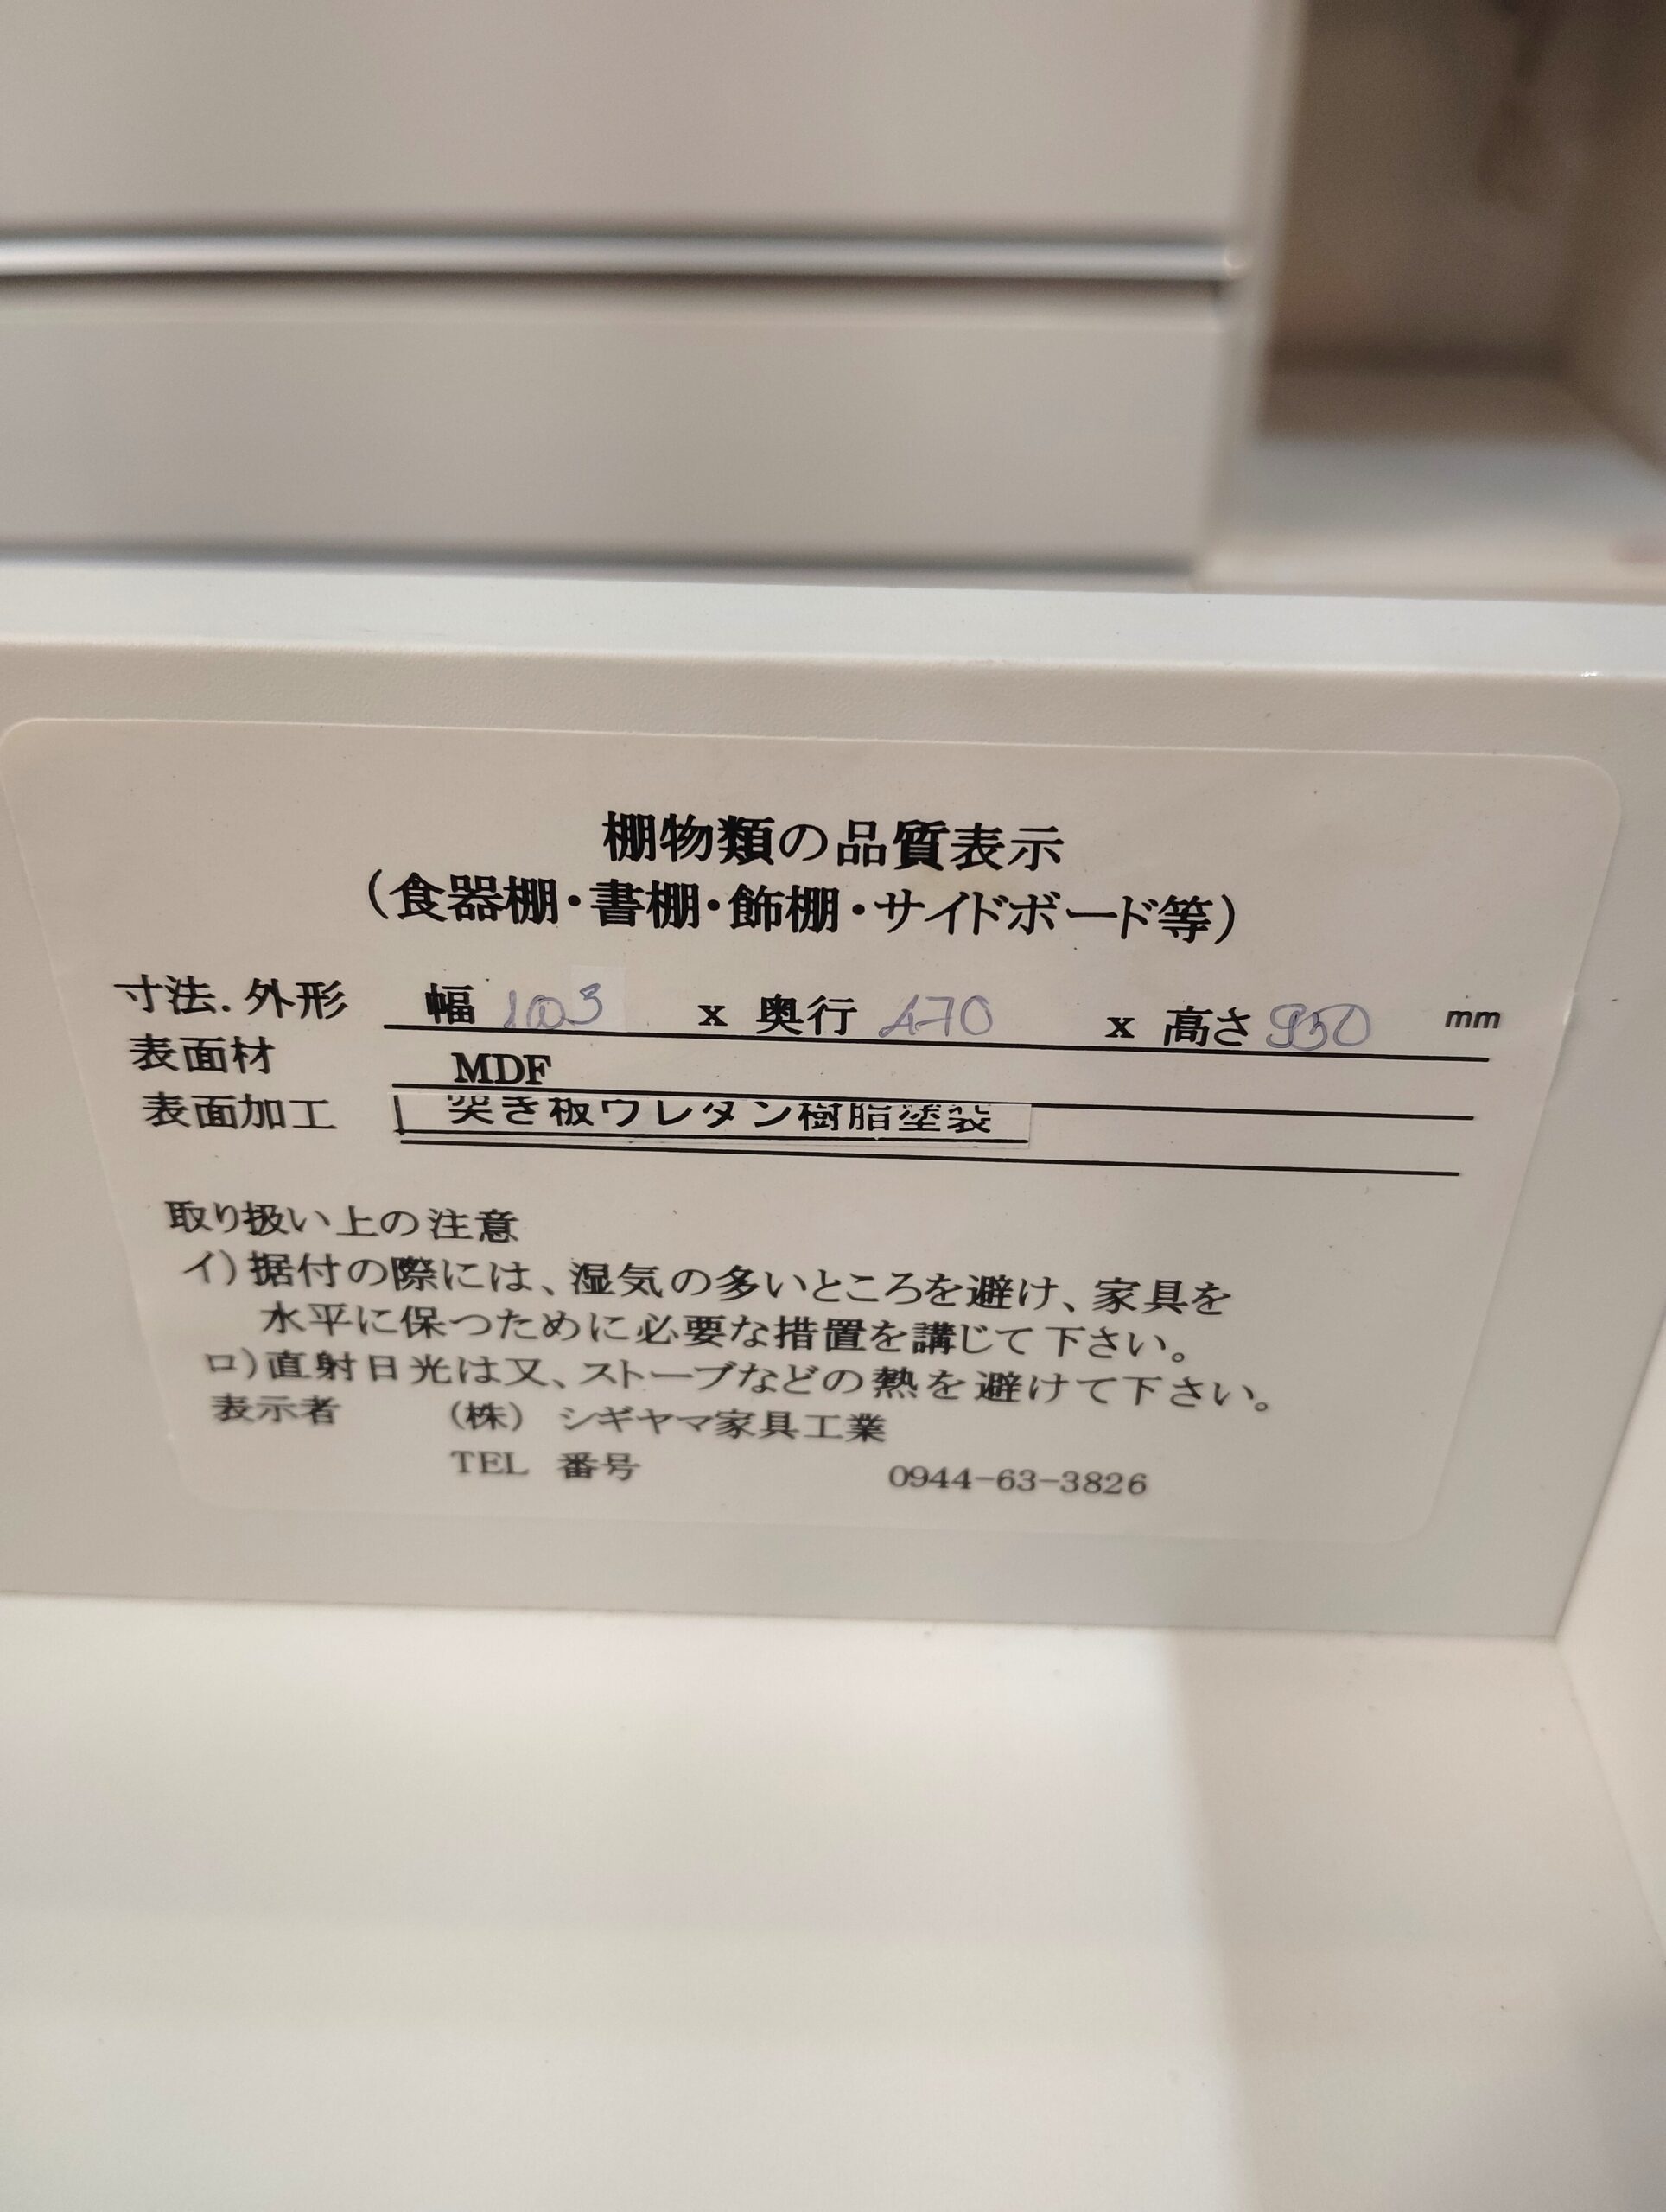 棚物類の品質表示
(食器棚・書棚・飾棚・サイドボード等)
寸法.外形 幅 1003 x 奥行 470 x 高さ 950 mm
表面材 MDF
表面加工 突き板ウレタン樹脂塗装
取り扱い上の注意
イ)据付の際には、湿気の多いところを避け、家具を
水平に保つために必要な措置を講じて下さい。
ロ)直射日光は又、ストーブなどの熱を避けて下さい。
表示者 (株) シギヤマ家具工業
TEL 番号 0944-63-3826